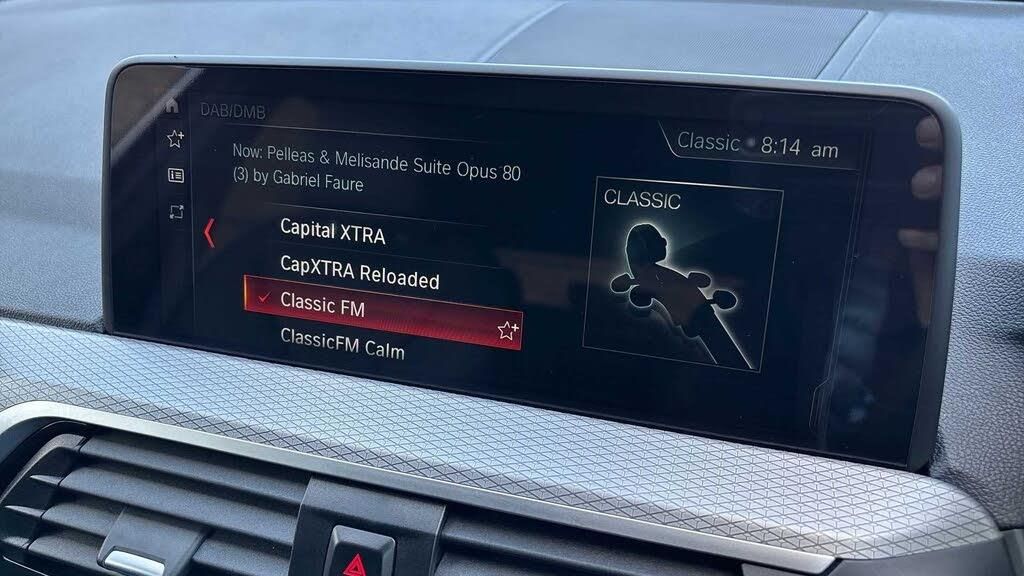 DAB/DMB
Classic • 8:14 am
Now: Pelleas & Melisande Suite Opus 80
(3) by Gabriel Faure
Capital XTRA
CapXTRA Reloaded
Classic FM
ClassicFM Calm
CLASSIC